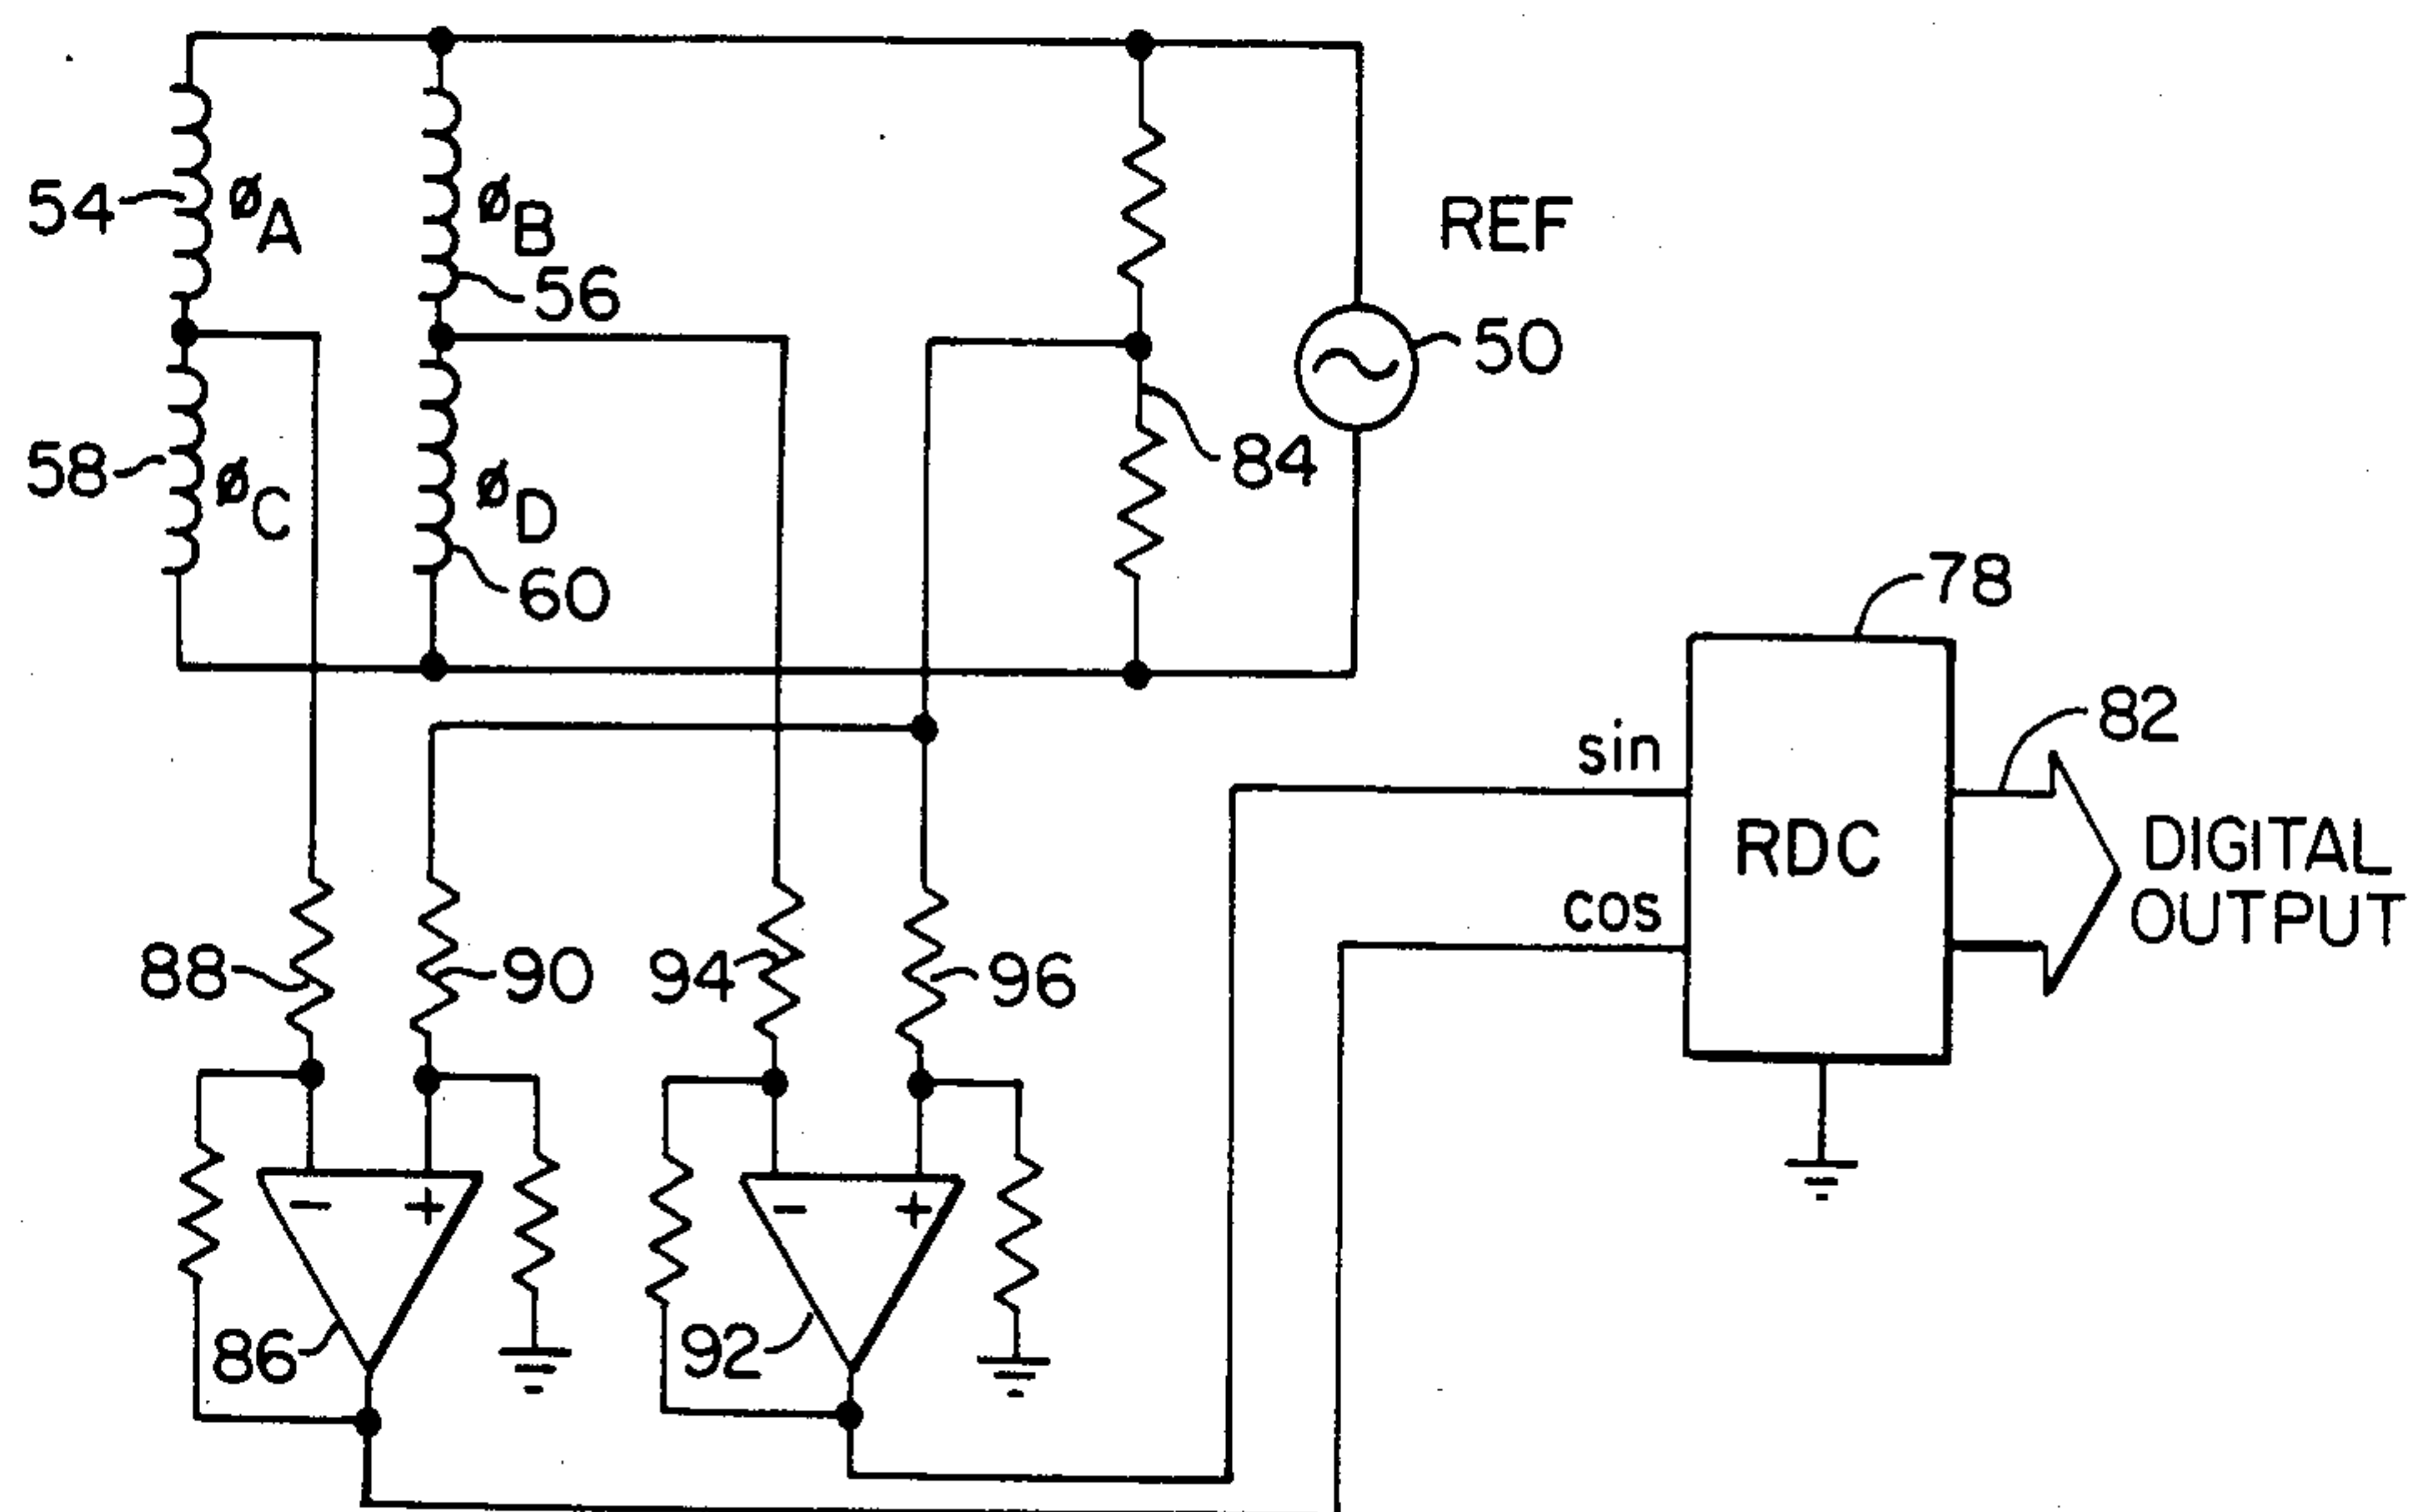 54
ØA
ØB
56
REF
50
58
ØC
ØD
60
84
78
82
sin
cos
RDC
DIGITAL
OUTPUT
88
90
94
96
- +
- +
86
92